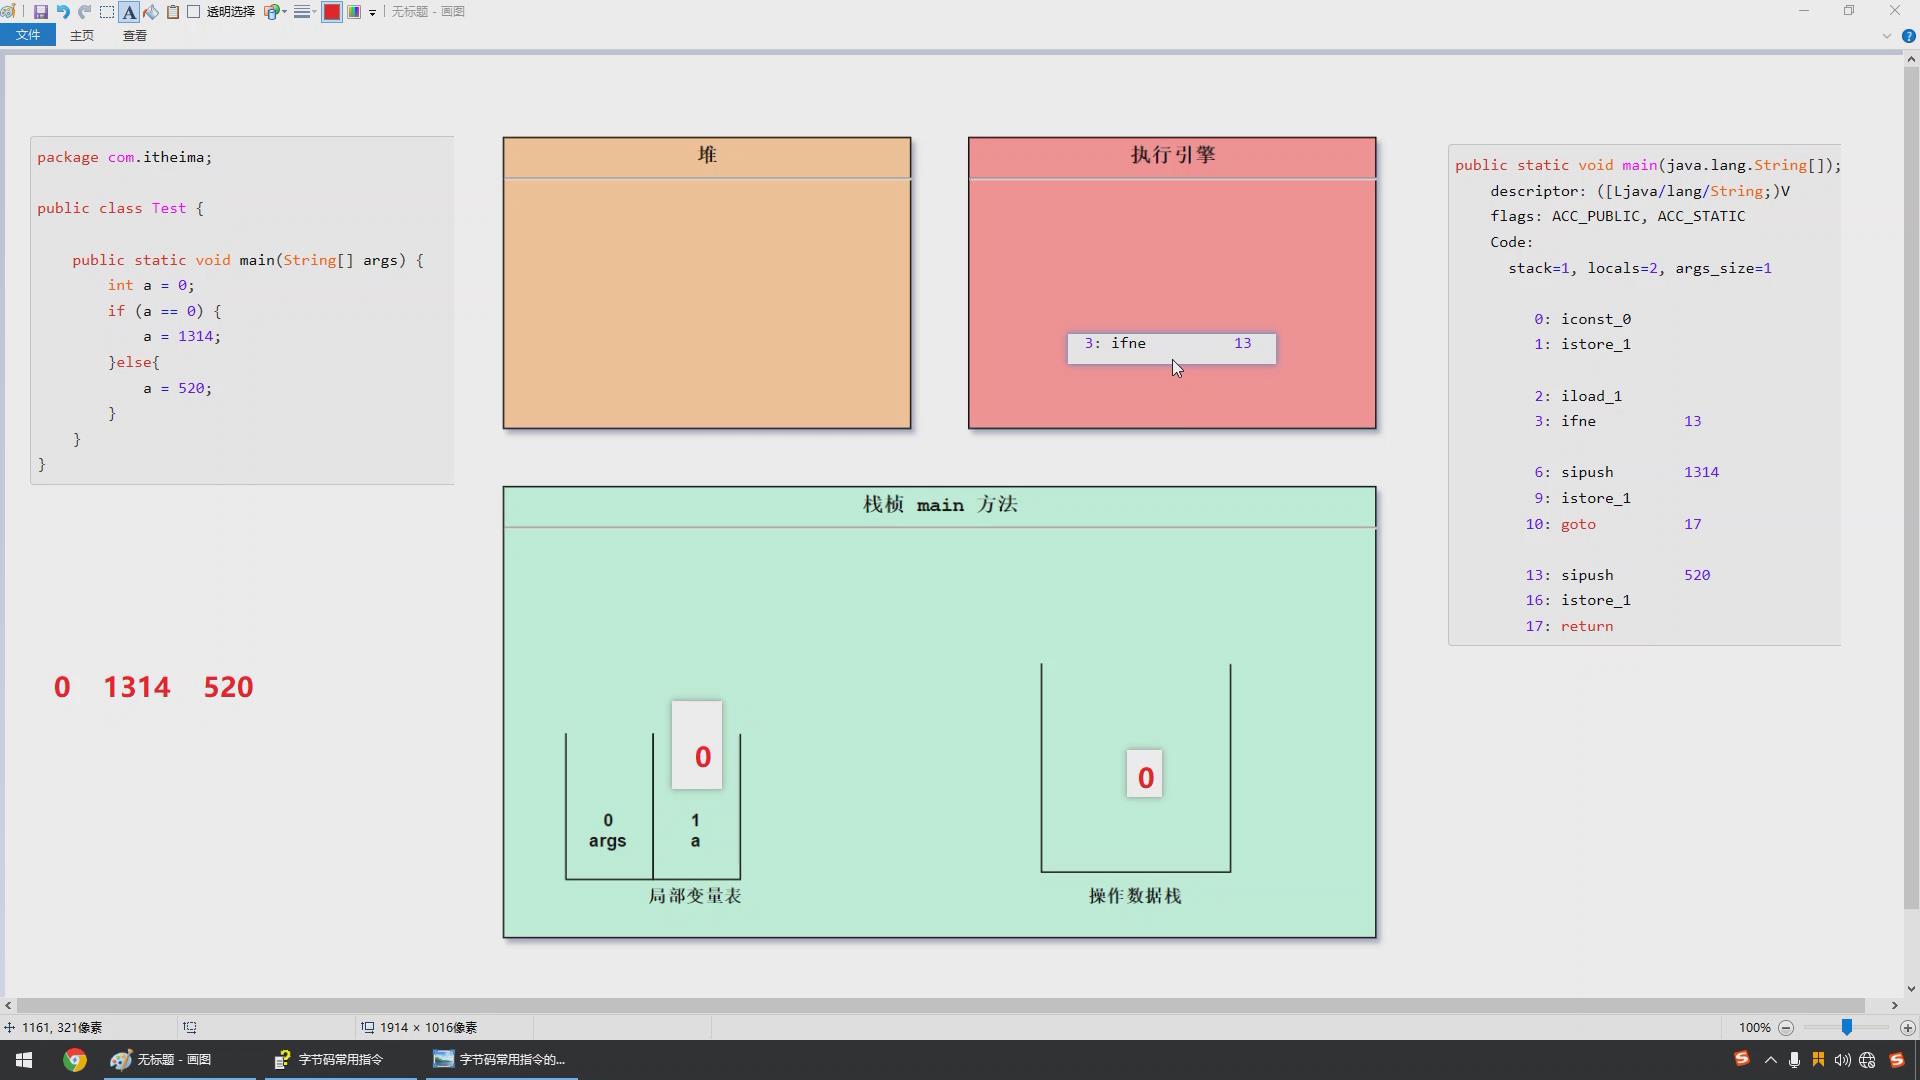 透明选择
无标题 - 画图
文件 主页 查看
package com.itheima;
public class Test {
public static void main(String[] args) {
int a = 0;
if (a == 0) {
a = 1314;
}else{
a = 520;
}
}
}
0 1314 520
堆
执行引擎
3: ifne 13
栈桢 main 方法
0
0
args
1
a
局部变量表
0
操作数据栈
public static void main(java.lang.String[]);
descriptor: ([Ljava/lang/String;)V
flags: ACC_PUBLIC, ACC_STATIC
Code:
stack=1, locals=2, args_size=1
0: iconst_0
1: istore_1
2: iload_1
3: ifne 13
6: sipush 1314
9: istore_1
10: goto 17
13: sipush 520
16: istore_1
17: return
1161, 321像素
1914 × 1016像素
100%
无标题 - 画图
字节码常用指令
字节码常用指令的...